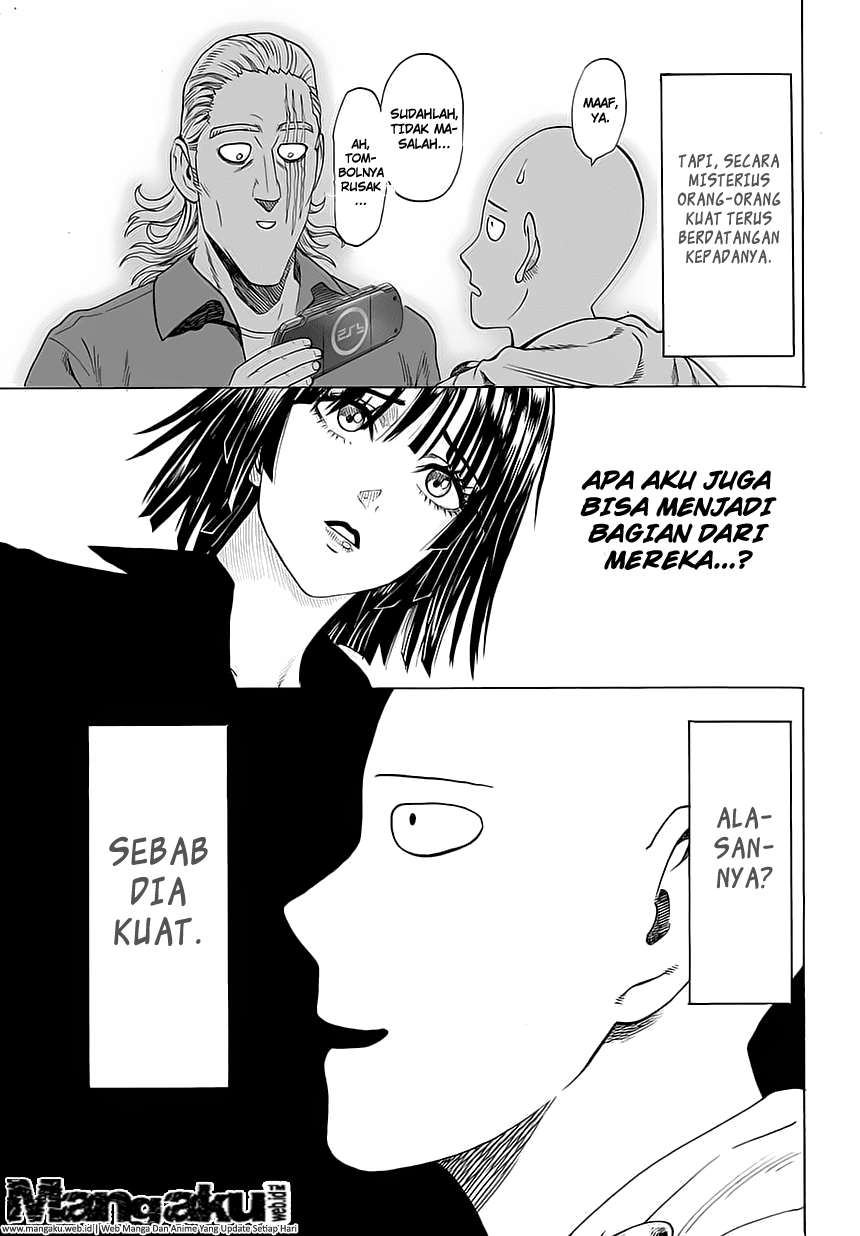 TAPI, SECARA
MISTERIUS
ORANG-ORANG
KUAT TERUS
BERDATANGAN
KEPADANYA.
MAAF,
YA.
SUDAHLAH,
TIDAK MA-
SALAH...
AH,
TOM-
BOLNYA
RUSAK
...
APA AKU JUGA
BISA MENJADI
BAGIAN DARI
MEREKA...?
ALA-
SAN-
NYA?
SEBAB
DIA
KUAT.
Mangaku
www.mangaku.web.id | Web Manga Dan Anime Yang Update Setiap Hari